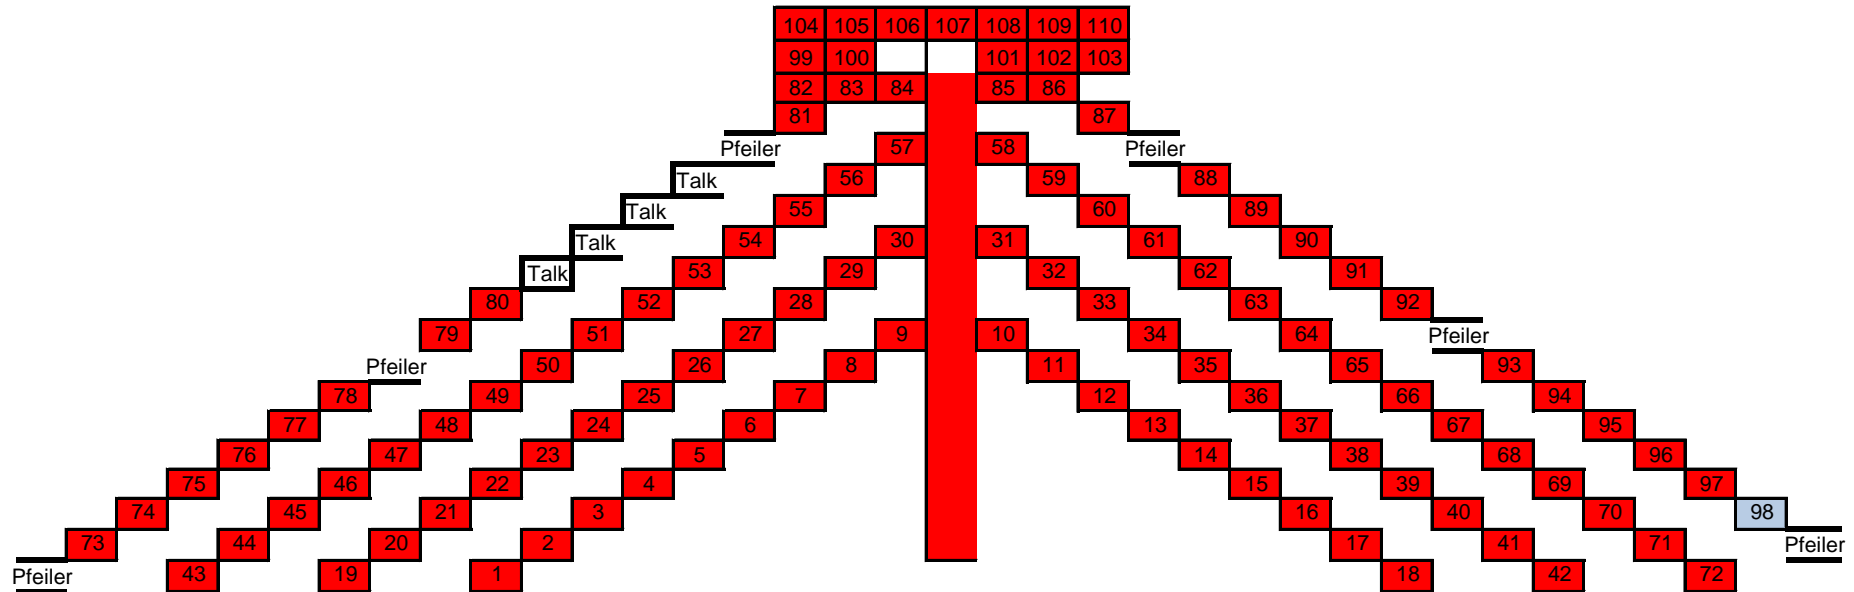 104 105 106 107 108 109 110
99 100 101 102 103
82 83 84 85 86
81 87
Pfeiler 57 58 Pfeiler
Talk 56 59 88
Talk 55 60 89
Talk 54 30 31 61 90
Talk 53 29 32 62 91
80 52 28 33 63 92
79 51 27 9 10 34 64 Pfeiler
Pfeiler 50 26 8 11 35 65 93
78 49 25 7 12 36 66 94
77 48 24 6 13 37 67 95
76 47 23 5 14 38 68 96
75 46 22 4 15 39 69 97
74 45 21 3 16 40 70 98
73 44 20 2 17 41 71 Pfeiler
Pfeiler 43 19 1 18 42 72